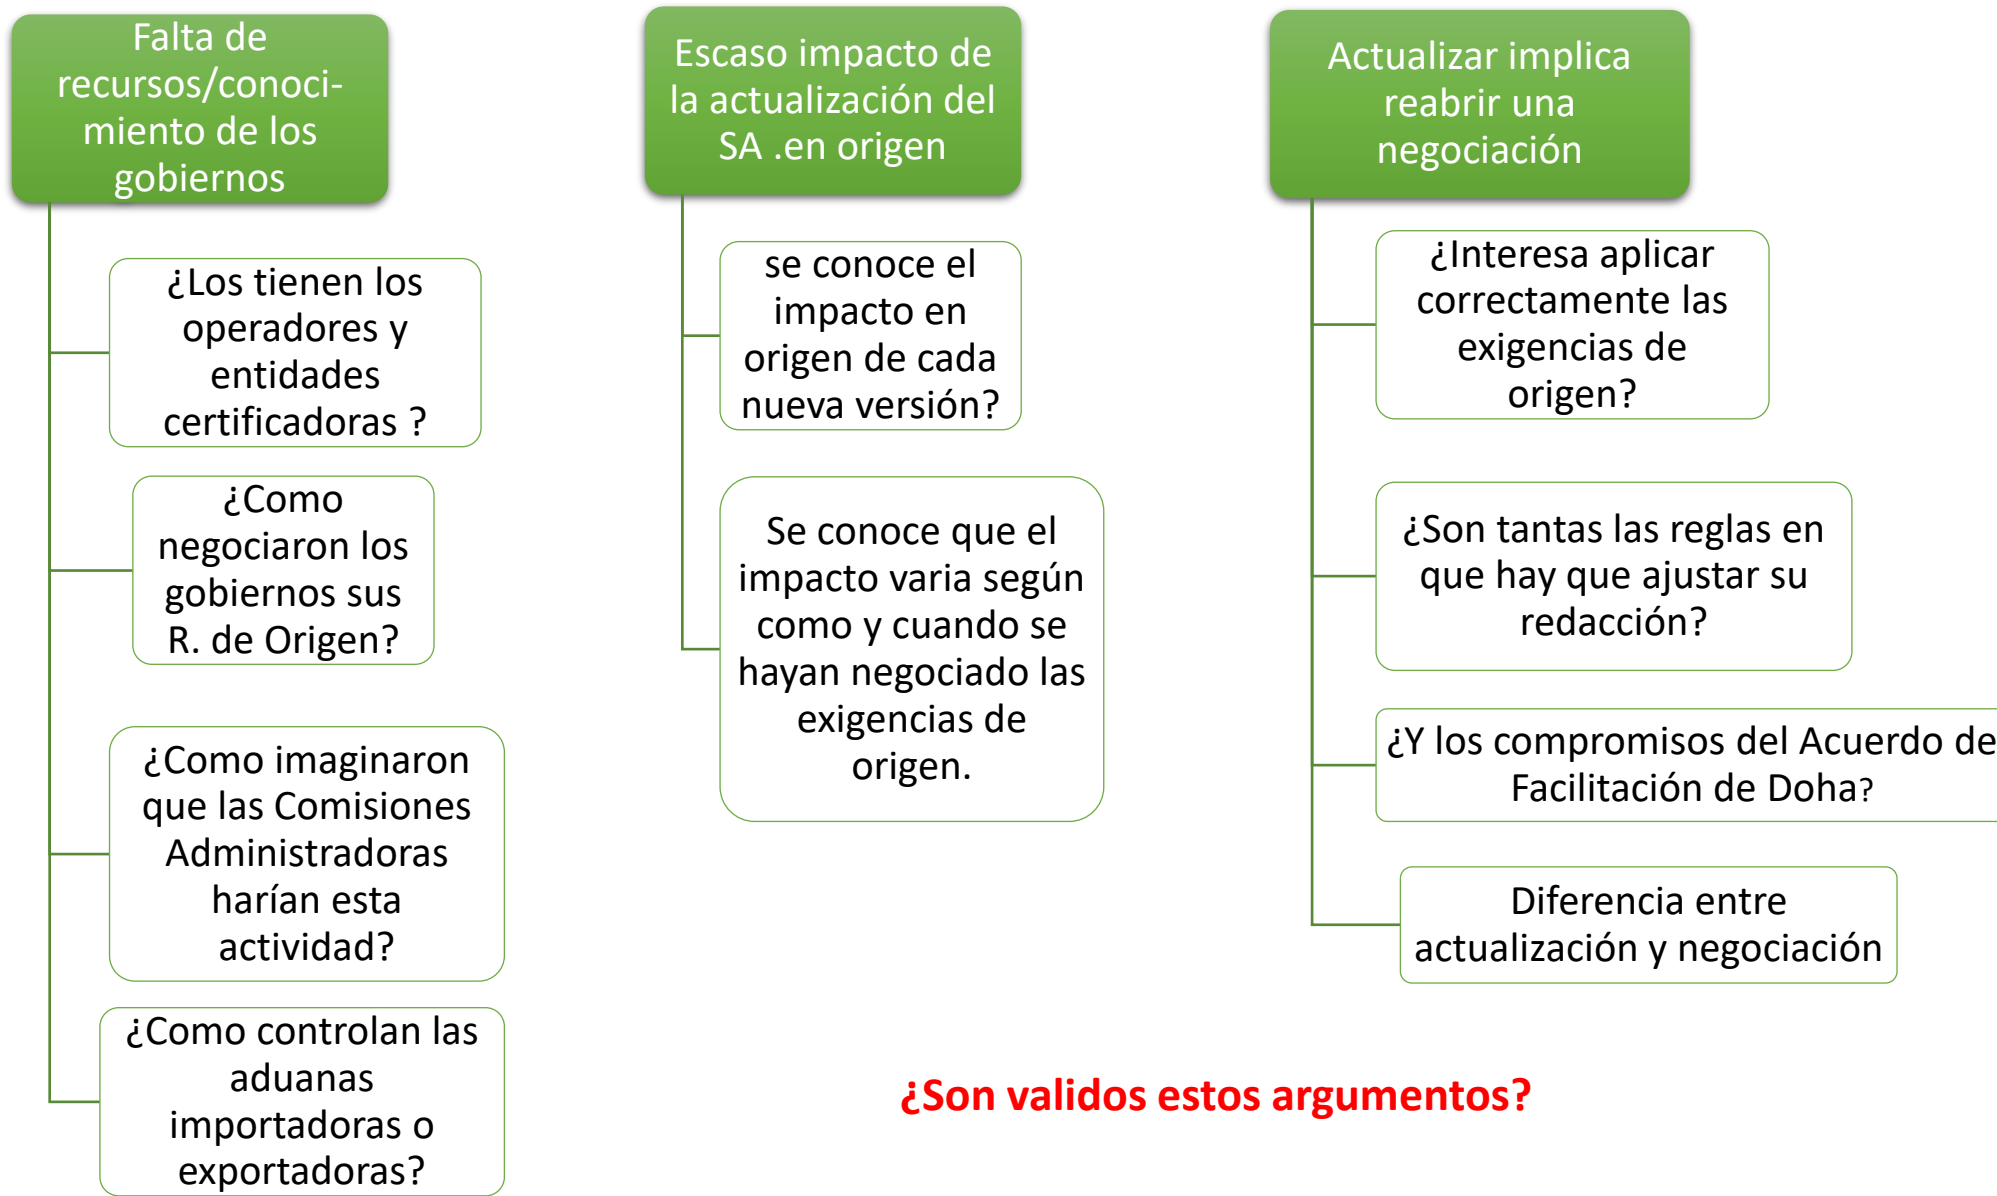 Falta de
recursos/conoci-
miento de los
gobiernos
¿Los tienen los
operadores y
entidades
certificadoras ?
¿Como
negociaron los
gobiernos sus
R. de Origen?
¿Como imaginaron
que las Comisiones
Administradoras
harían esta
actividad?
¿Como controlan las
aduanas
importadoras o
exportadoras?
Escaso impacto de
la actualización del
SA .en origen
se conoce el
impacto en
origen de cada
nueva versión?
Se conoce que el
impacto varia según
como y cuando se
hayan negociado las
exigencias de
origen.
Actualizar implica
reabrir una
negociación
¿Interesa aplicar
correctamente las
exigencias de
origen?
¿Son tantas las reglas en
que hay que ajustar su
redacción?
¿Y los compromisos del Acuerdo de
Facilitación de Doha?
Diferencia entre
actualización y negociación
¿Son validos estos argumentos?